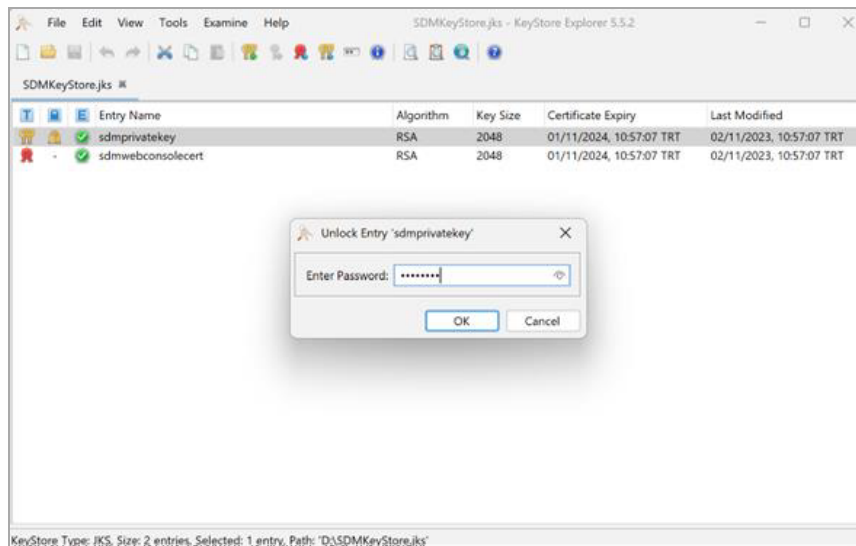 File Edit View Tools Examine Help SDMKeyStore.jks - KeyStore Explorer 5.5.2
SDMKeyStore.jks
T E Entry Name Algorithm Key Size Certificate Expiry Last Modified
sdmprivatekey RSA 2048 01/11/2024, 10:57:07 TRT 02/11/2023, 10:57:07 TRT
- sdmwebconsolecert RSA 2048 01/11/2024, 10:57:07 TRT 02/11/2023, 10:57:07 TRT
Unlock Entry 'sdmprivatekey'
Enter Password: ••••••••
OK Cancel
KeyStore Type: JKS, Size: 2 entries, Selected: 1 entry, Path: 'D:\SDMKeyStore.jks'